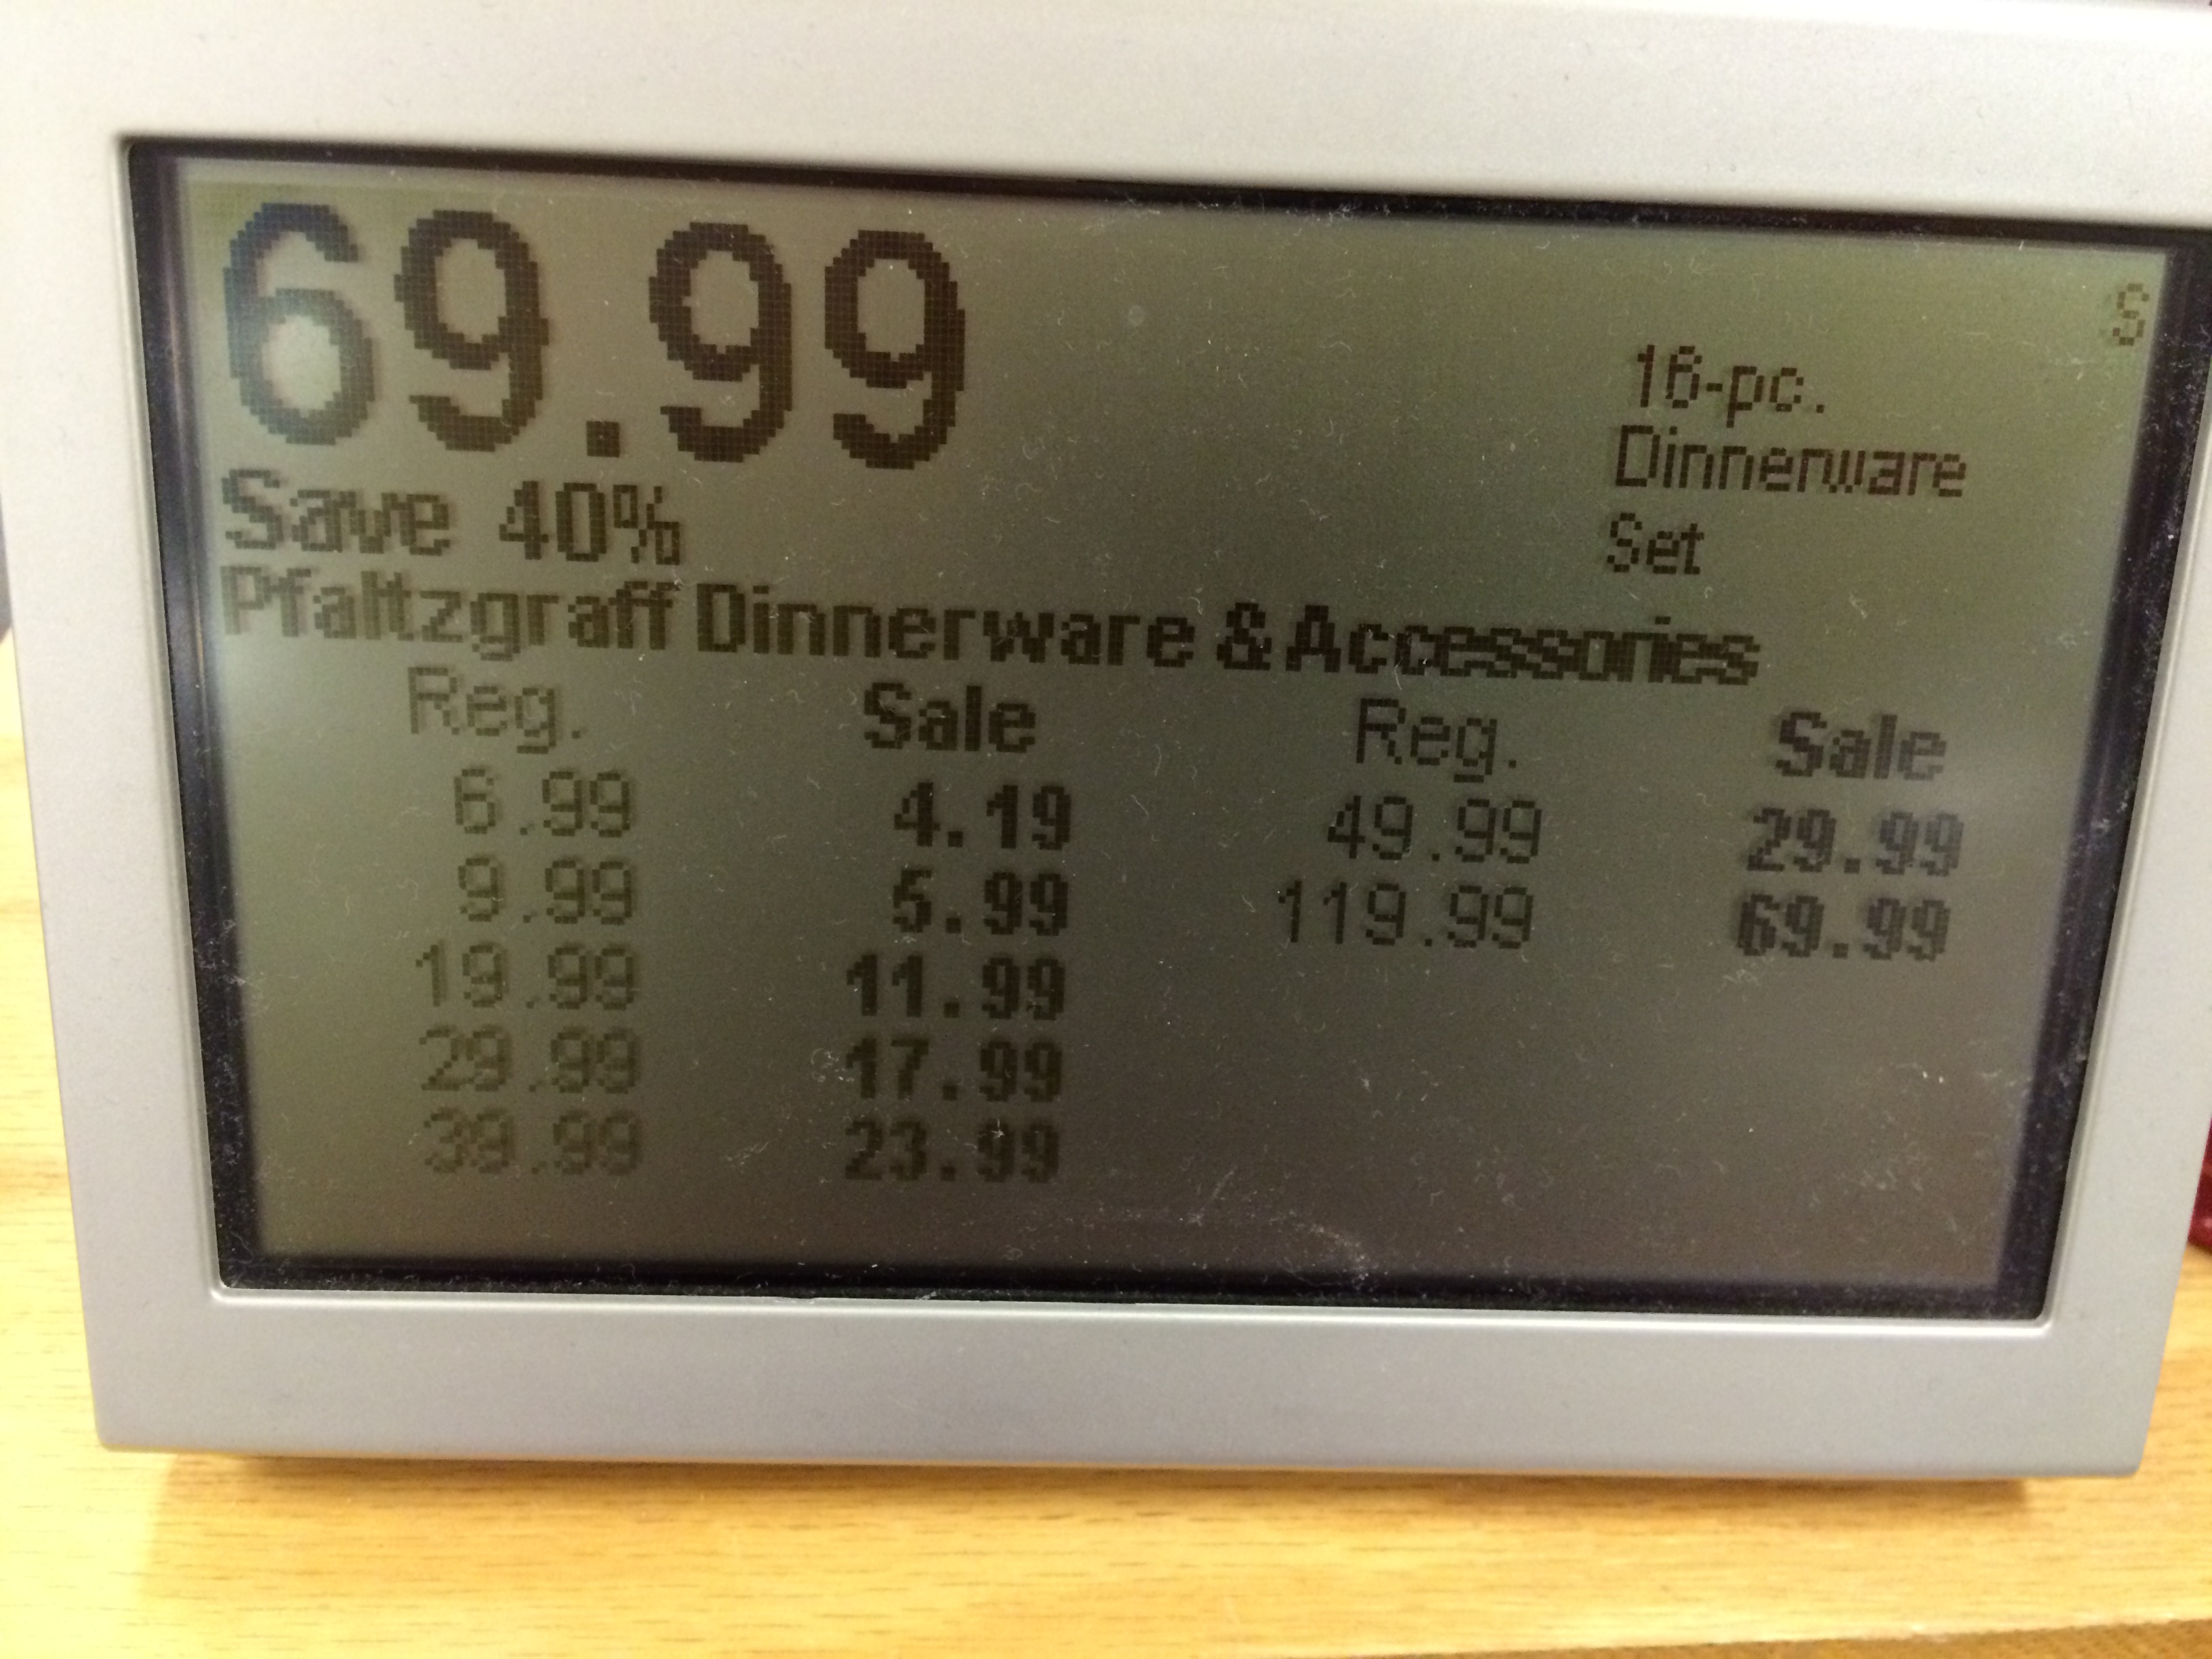 69.99
S
16-pc.
Dinnerware
Set
Save 40%
Pfaltzgraff Dinnerware & Accessories
Reg. Sale Reg. Sale
6.99 4.19 49.99 29.99
9.99 5.99 119.99 69.99
19.99 11.99
29.99 17.99
39.99 23.99